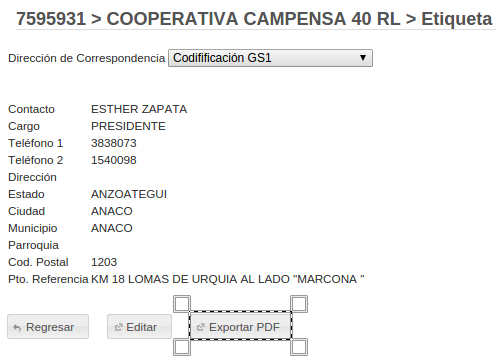 7595931 > COOPERATIVA CAMPENSA 40 RL > Etiqueta
Dirección de Correspondencia Codifificación GS1
Contacto ESTHER ZAPATA
Cargo PRESIDENTE
Teléfono 1 3838073
Teléfono 2 1540098
Dirección
Estado ANZOATEGUI
Ciudad ANACO
Municipio ANACO
Parroquia
Cod. Postal 1203
Pto. Referencia KM 18 LOMAS DE URQUIA AL LADO "MARCONA "
Regresar Editar Exportar PDF